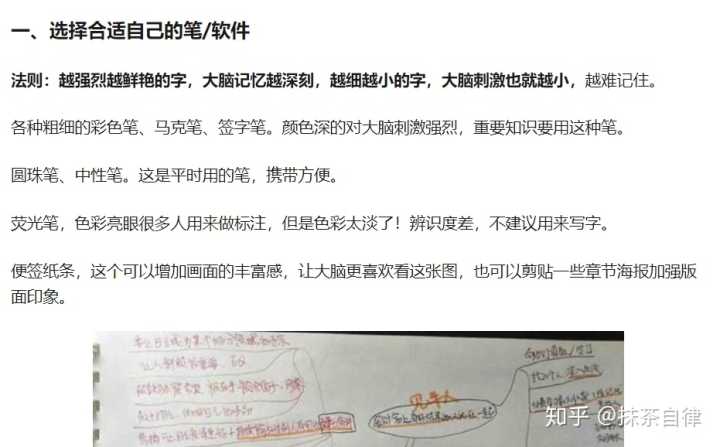 一、选择合适自己的笔/软件
法则：越强烈越鲜艳的字，大脑记忆越深刻，越细越小的字，大脑刺激也就越小，越难记住。
各种粗细的彩色笔、马克笔、签字笔。颜色深的对大脑刺激强烈，重要知识要用这种笔。
圆珠笔、中性笔。这是平时用的笔，携带方便。
荧光笔，色彩亮眼很多人用来做标注，但是色彩太淡了！辨识度差，不建议用来写字。
便签纸条，这个可以增加画面的丰富感，让大脑更喜欢看这张图，也可以剪贴一些章节海报加强版
面印象。
知乎 @抹茶自律